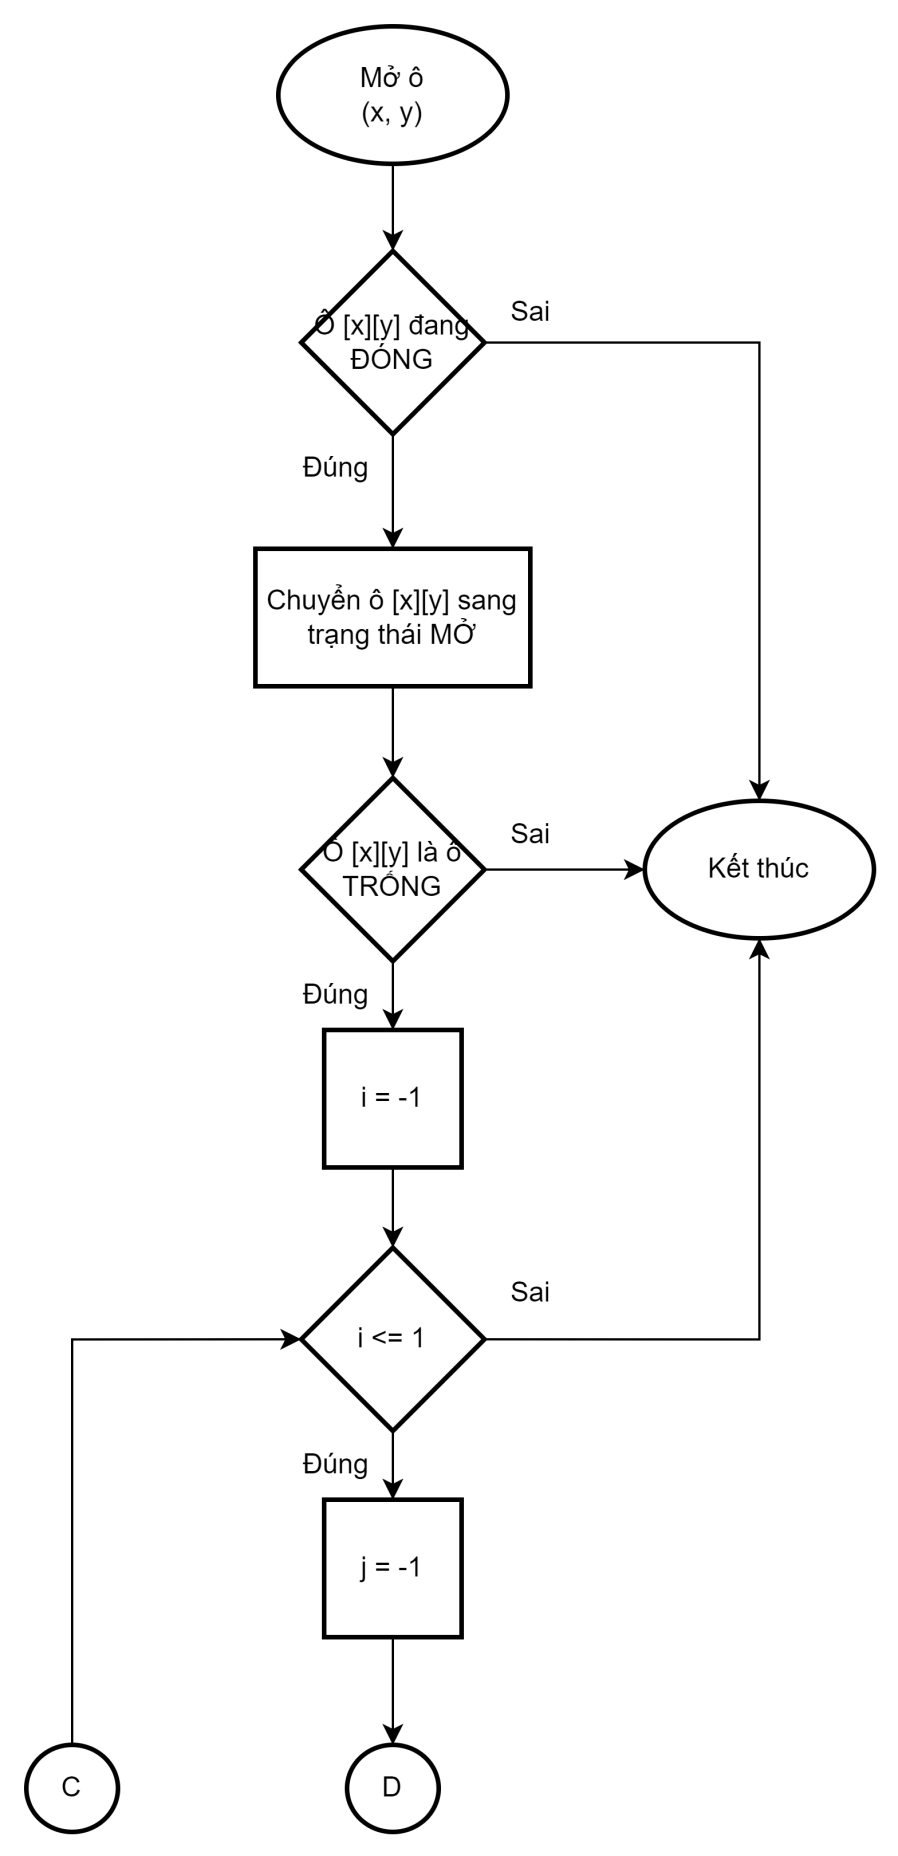 Mở ô
(x, y)
Ô [x][y] đang
ĐÓNG
Sai
Đúng
Chuyển ô [x][y] sang
trạng thái MỞ
Ô [x][y] là ô
TRỐNG
Sai
Kết thúc
Đúng
i = -1
i <= 1
Sai
Đúng
j = -1
C
D